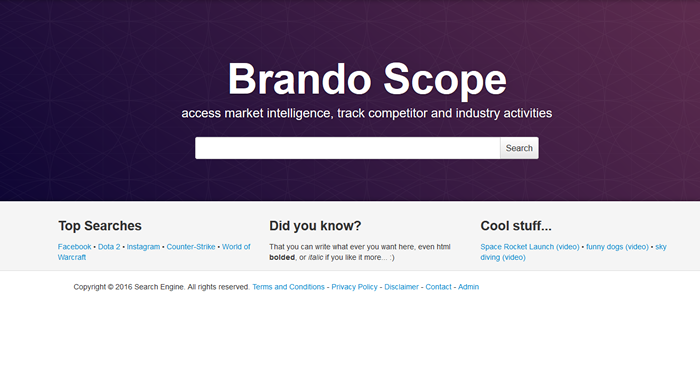 Brando Scope
access market intelligence, track competitor and industry activities
Search
Top Searches
Facebook • Dota 2 • Instagram • Counter-Strike • World of
Warcraft
Did you know?
That you can write what ever you want here, even html
bolded, or italic if you like it more... :)
Cool stuff...
Space Rocket Launch (video) • funny dogs (video) • sky
diving (video)
Copyright © 2016 Search Engine. All rights reserved. Terms and Conditions - Privacy Policy - Disclaimer - Contact - Admin